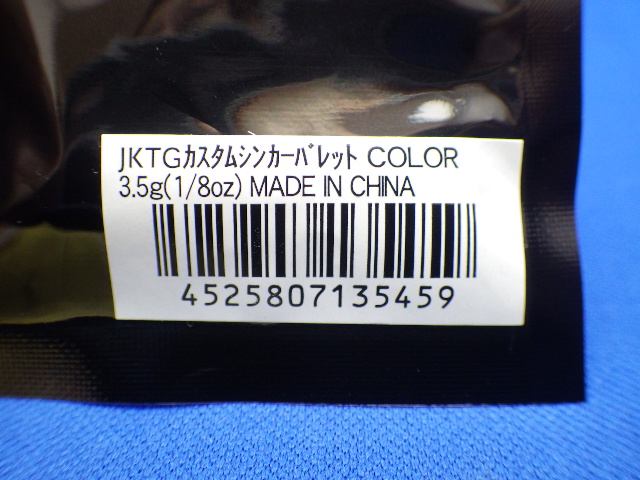 JKTGｶｽﾀﾑｼﾝｶｰﾊﾞﾚｯﾄ COLOR
3.5g(1/8oz) MADE IN CHINA
4525807135459